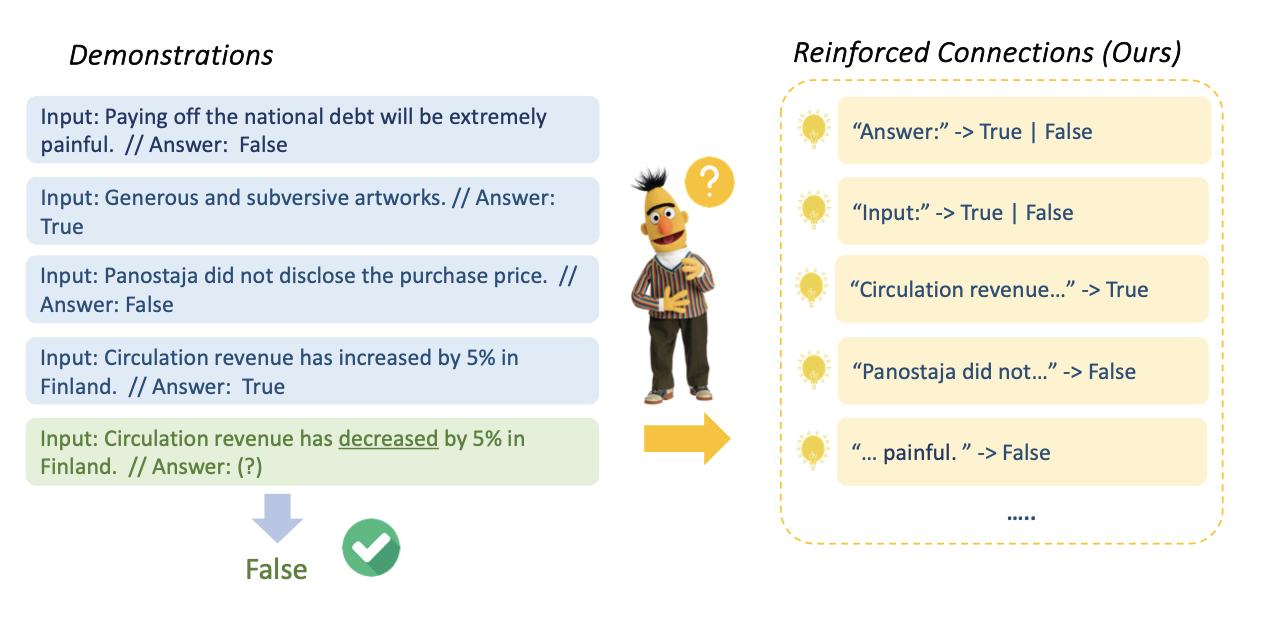 Demonstrations
Input: Paying off the national debt will be extremely
painful. // Answer: False
Input: Generous and subversive artworks. // Answer:
True
Input: Panostaja did not disclose the purchase price. //
Answer: False
Input: Circulation revenue has increased by 5% in
Finland. // Answer: True
Input: Circulation revenue has decreased by 5% in
Finland. // Answer: (?)
False
?
Reinforced Connections (Ours)
“Answer:” -> True | False
“Input:” -> True | False
“Circulation revenue…” -> True
“Panostaja did not…” -> False
“… painful. ” -> False
…..